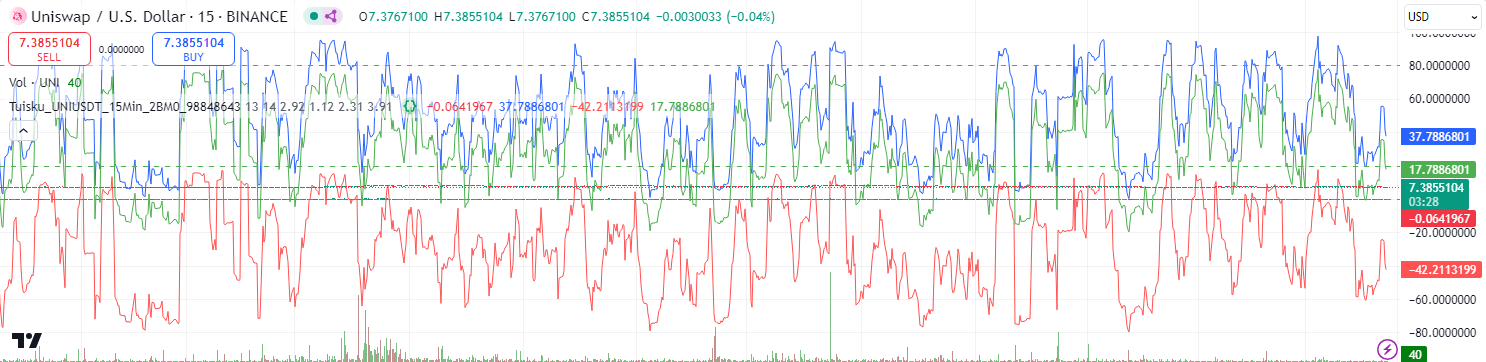 Uniswap / U.S. Dollar · 15 · BINANCE O7.3767100 H7.3855104 L7.3767100 C7.3855104 −0.0030033 (−0.04%)
USD
7.3855104 SELL
0.0000000
7.3855104 BUY
Vol · UNI 40
Tuisku_UNIUSDT_15Min_2BM0_98848643 13 14 2.92 1.12 2.31 3.91 −0.0641967 37.7886801 −42.2113199 17.7886801
80.0000000
60.0000000
37.7886801
17.7886801
7.3855104
03:28
−0.0641967
−20.0000000
−42.2113199
−60.0000000
−80.0000000
40